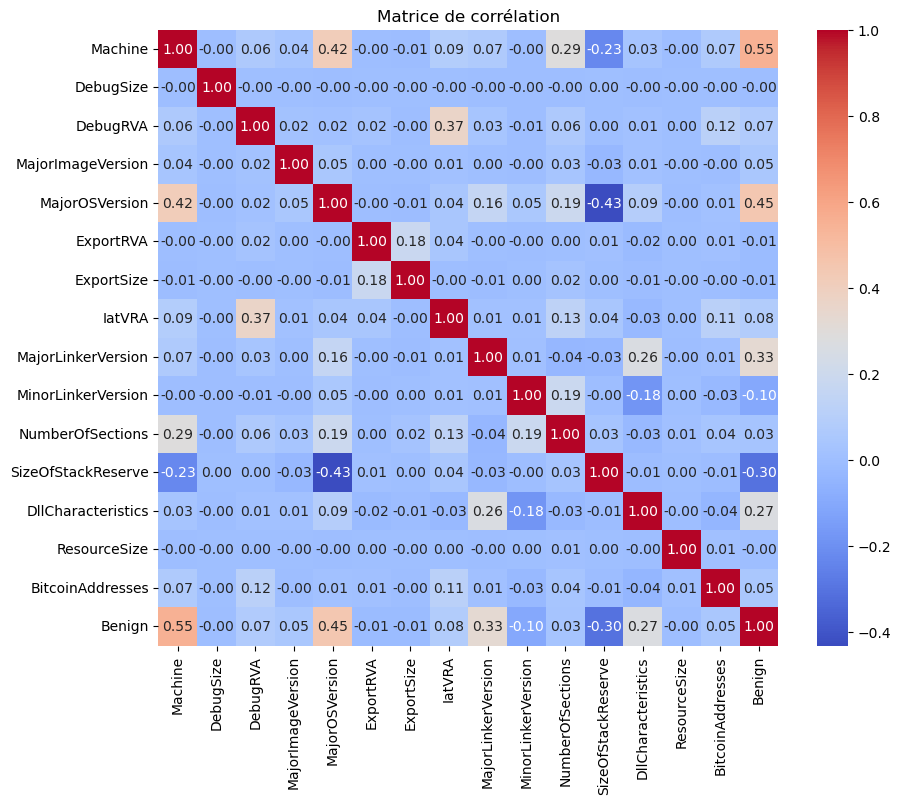 Matrice de corrélation
Machine 1.00 -0.00 0.06 0.04 0.42 -0.00 -0.01 0.09 0.07 -0.00 0.29 -0.23 0.03 -0.00 0.07 0.55
DebugSize -0.00 1.00 -0.00 -0.00 -0.00 -0.00 -0.00 -0.00 -0.00 -0.00 -0.00 0.00 -0.00 -0.00 -0.00 -0.00
DebugRVA 0.06 -0.00 1.00 0.02 0.02 0.02 -0.00 0.37 0.03 -0.01 0.06 0.00 0.01 0.00 0.12 0.07
MajorImageVersion 0.04 -0.00 0.02 1.00 0.05 0.00 -0.00 0.01 0.00 -0.00 0.03 -0.03 0.01 -0.00 -0.00 0.05
MajorOSVersion 0.42 -0.00 0.02 0.05 1.00 -0.00 -0.01 0.04 0.16 0.05 0.19 -0.43 0.09 -0.00 0.01 0.45
ExportRVA -0.00 -0.00 0.02 0.00 -0.00 1.00 0.18 0.04 -0.00 -0.00 0.00 0.01 -0.02 0.00 0.01 -0.01
ExportSize -0.01 -0.00 -0.00 -0.00 -0.01 0.18 1.00 -0.00 -0.01 0.00 0.02 0.00 -0.01 -0.00 -0.00 -0.01
IatVRA 0.09 -0.00 0.37 0.01 0.04 0.04 -0.00 1.00 0.01 0.01 0.13 0.04 -0.03 0.00 0.11 0.08
MajorLinkerVersion 0.07 -0.00 0.03 0.00 0.16 -0.00 -0.01 0.01 1.00 0.01 -0.04 -0.03 0.26 -0.00 0.01 0.33
MinorLinkerVersion -0.00 -0.00 -0.01 -0.00 0.05 -0.00 0.00 0.01 0.01 1.00 0.19 -0.00 -0.18 0.00 -0.03 -0.10
NumberOfSections 0.29 -0.00 0.06 0.03 0.19 0.00 0.02 0.13 -0.04 0.19 1.00 0.03 -0.03 0.01 0.04 0.03
SizeOfStackReserve -0.23 0.00 0.00 -0.03 -0.43 0.01 0.00 0.04 -0.03 -0.00 0.03 1.00 -0.01 0.00 -0.01 -0.30
DllCharacteristics 0.03 -0.00 0.01 0.01 0.09 -0.02 -0.01 -0.03 0.26 -0.18 -0.03 -0.01 1.00 -0.00 -0.04 0.27
ResourceSize -0.00 -0.00 0.00 -0.00 -0.00 0.00 -0.00 0.00 -0.00 0.00 0.01 0.00 -0.00 1.00 0.01 -0.00
BitcoinAddresses 0.07 -0.00 0.12 -0.00 0.01 0.01 -0.00 0.11 0.01 -0.03 0.04 -0.01 -0.04 0.01 1.00 0.05
Benign 0.55 -0.00 0.07 0.05 0.45 -0.01 -0.01 0.08 0.33 -0.10 0.03 -0.30 0.27 -0.00 0.05 1.00
Machine
DebugSize
DebugRVA
MajorImageVersion
MajorOSVersion
ExportRVA
ExportSize
IatVRA
MajorLinkerVersion
MinorLinkerVersion
NumberOfSections
SizeOfStackReserve
DllCharacteristics
ResourceSize
BitcoinAddresses
Benign
1.0
0.8
0.6
0.4
0.2
0.0
−0.2
−0.4